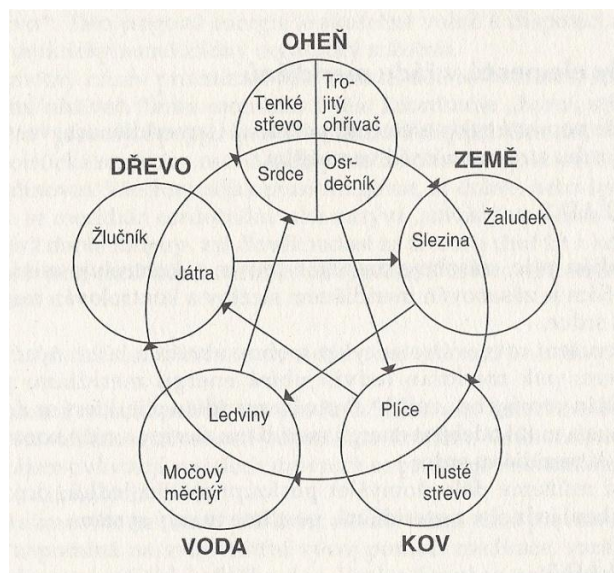 OHEŇ
Tenké
střevo
Tro-
jitý
ohřívač
Srdce
Osr-
dečník
DŘEVO
Žlučník
Játra
ZEMĚ
Slezina
Žaludek
Ledviny
Močový
měchýř
VODA
Plíce
Tlusté
střevo
KOV